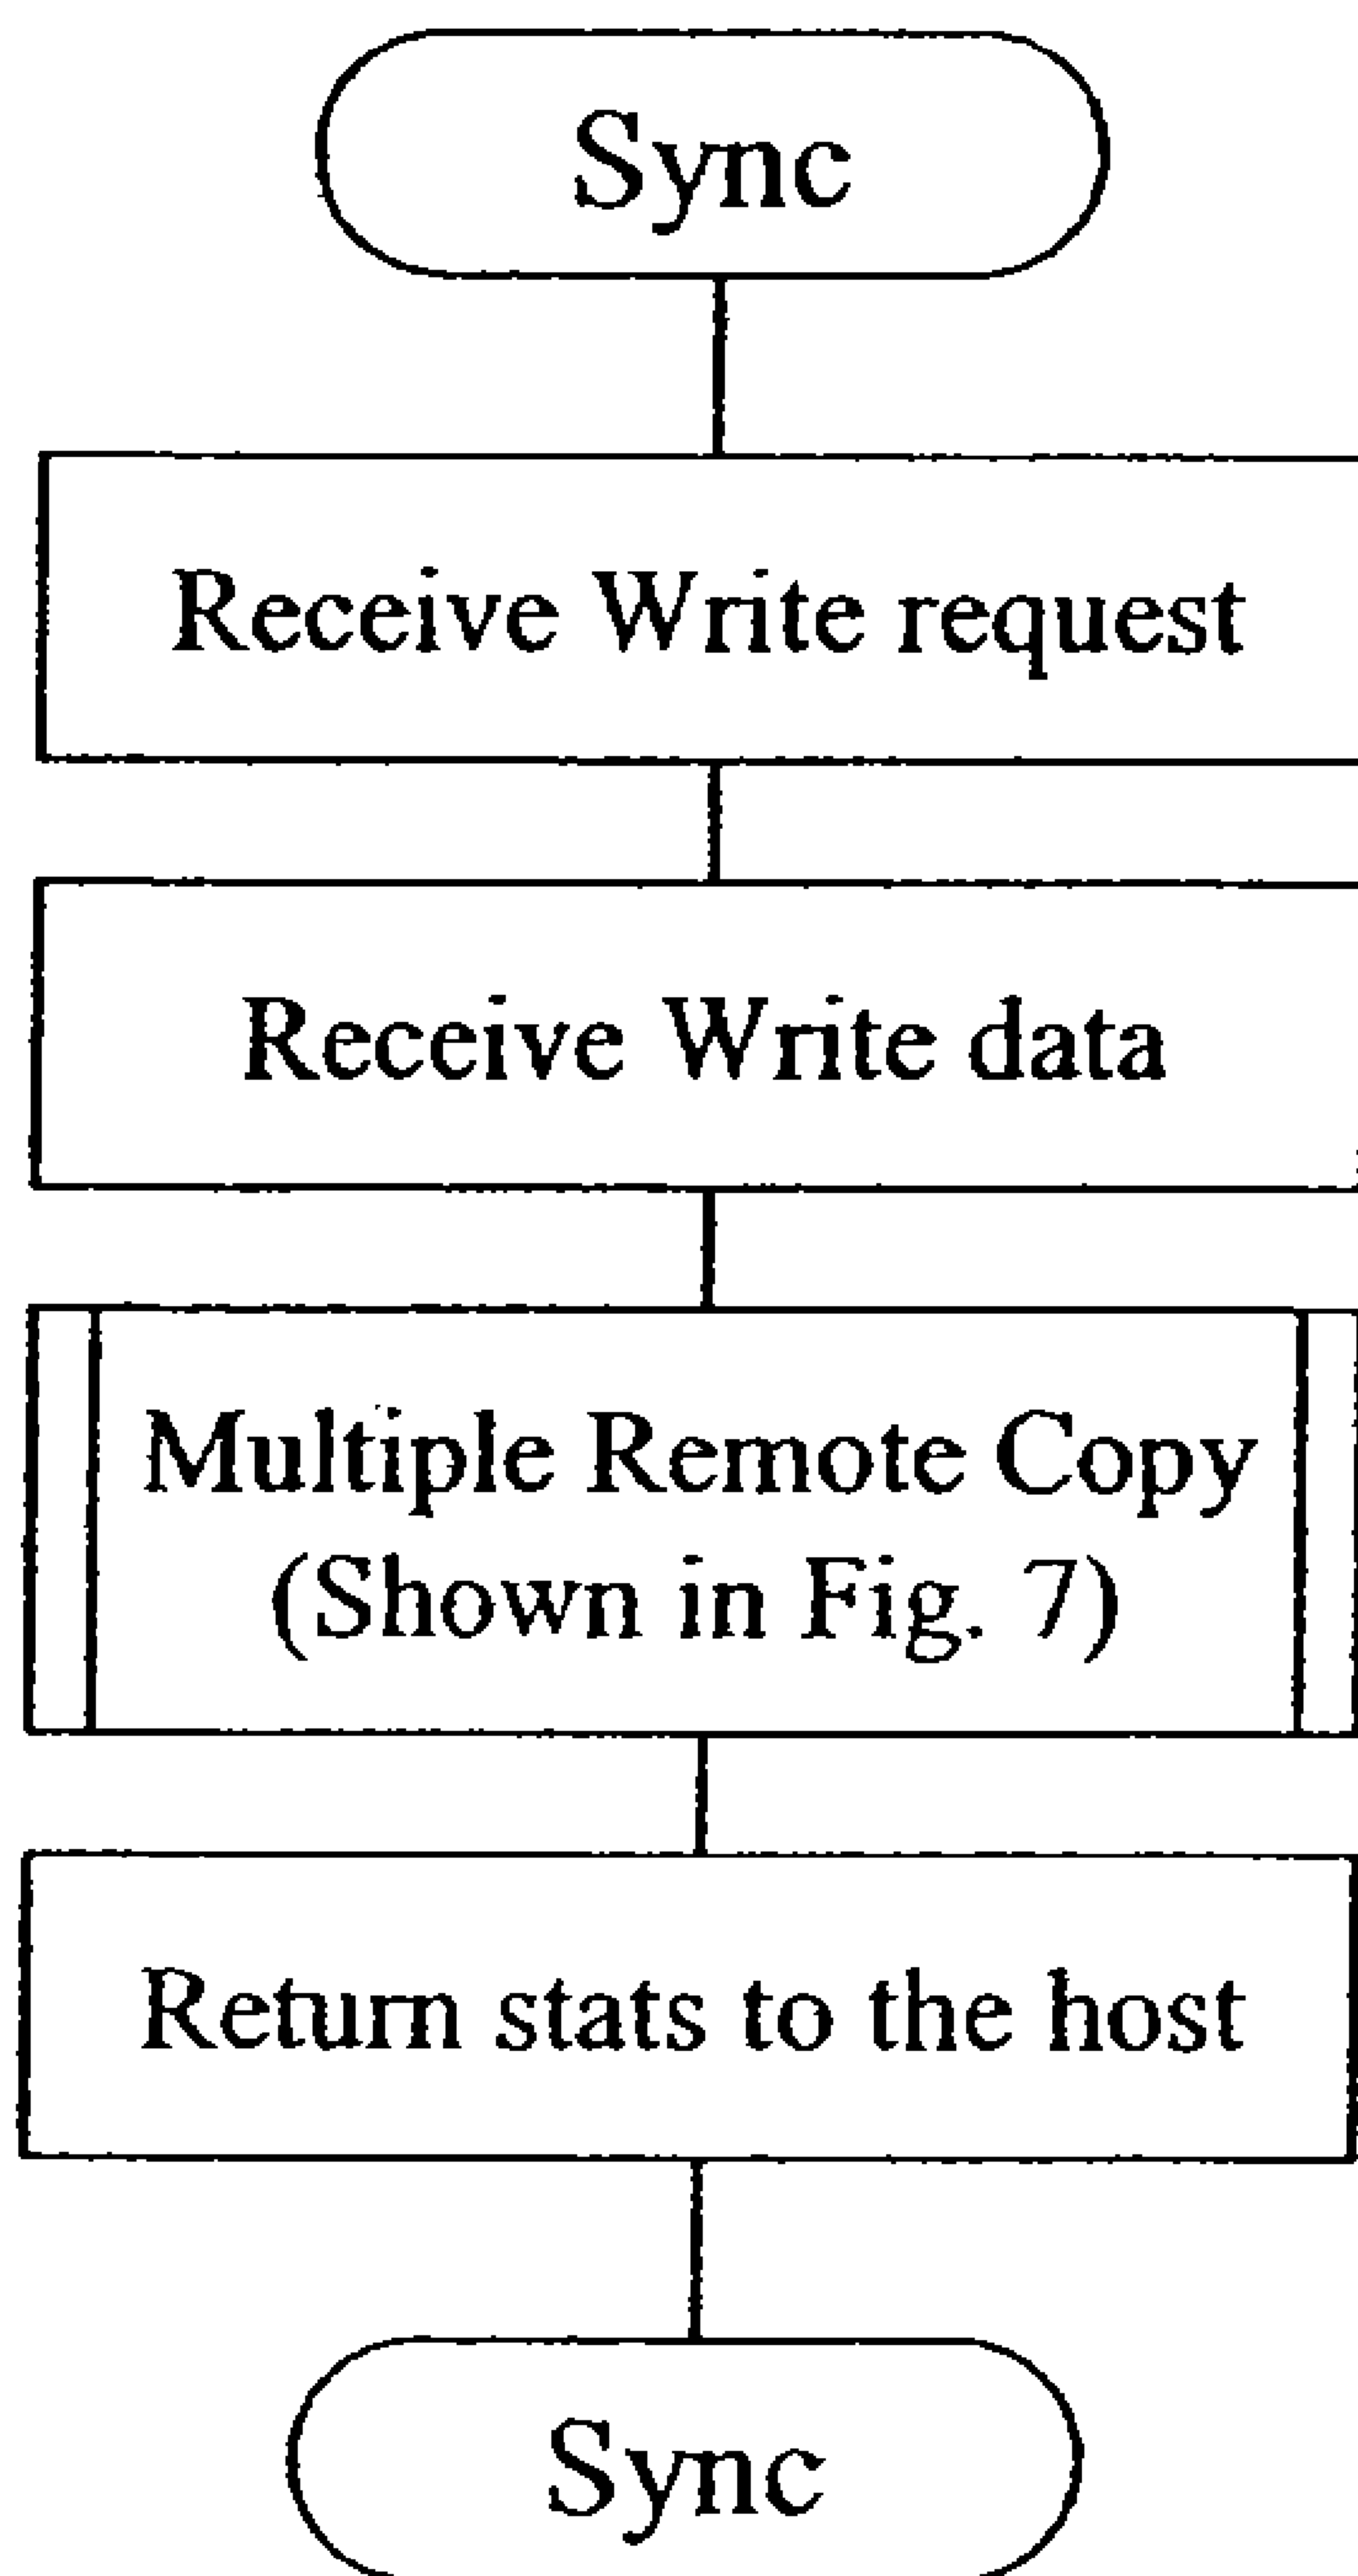 Sync
Receive Write request
Receive Write data
Multiple Remote Copy
(Shown in Fig. 7)
Return stats to the host
Sync